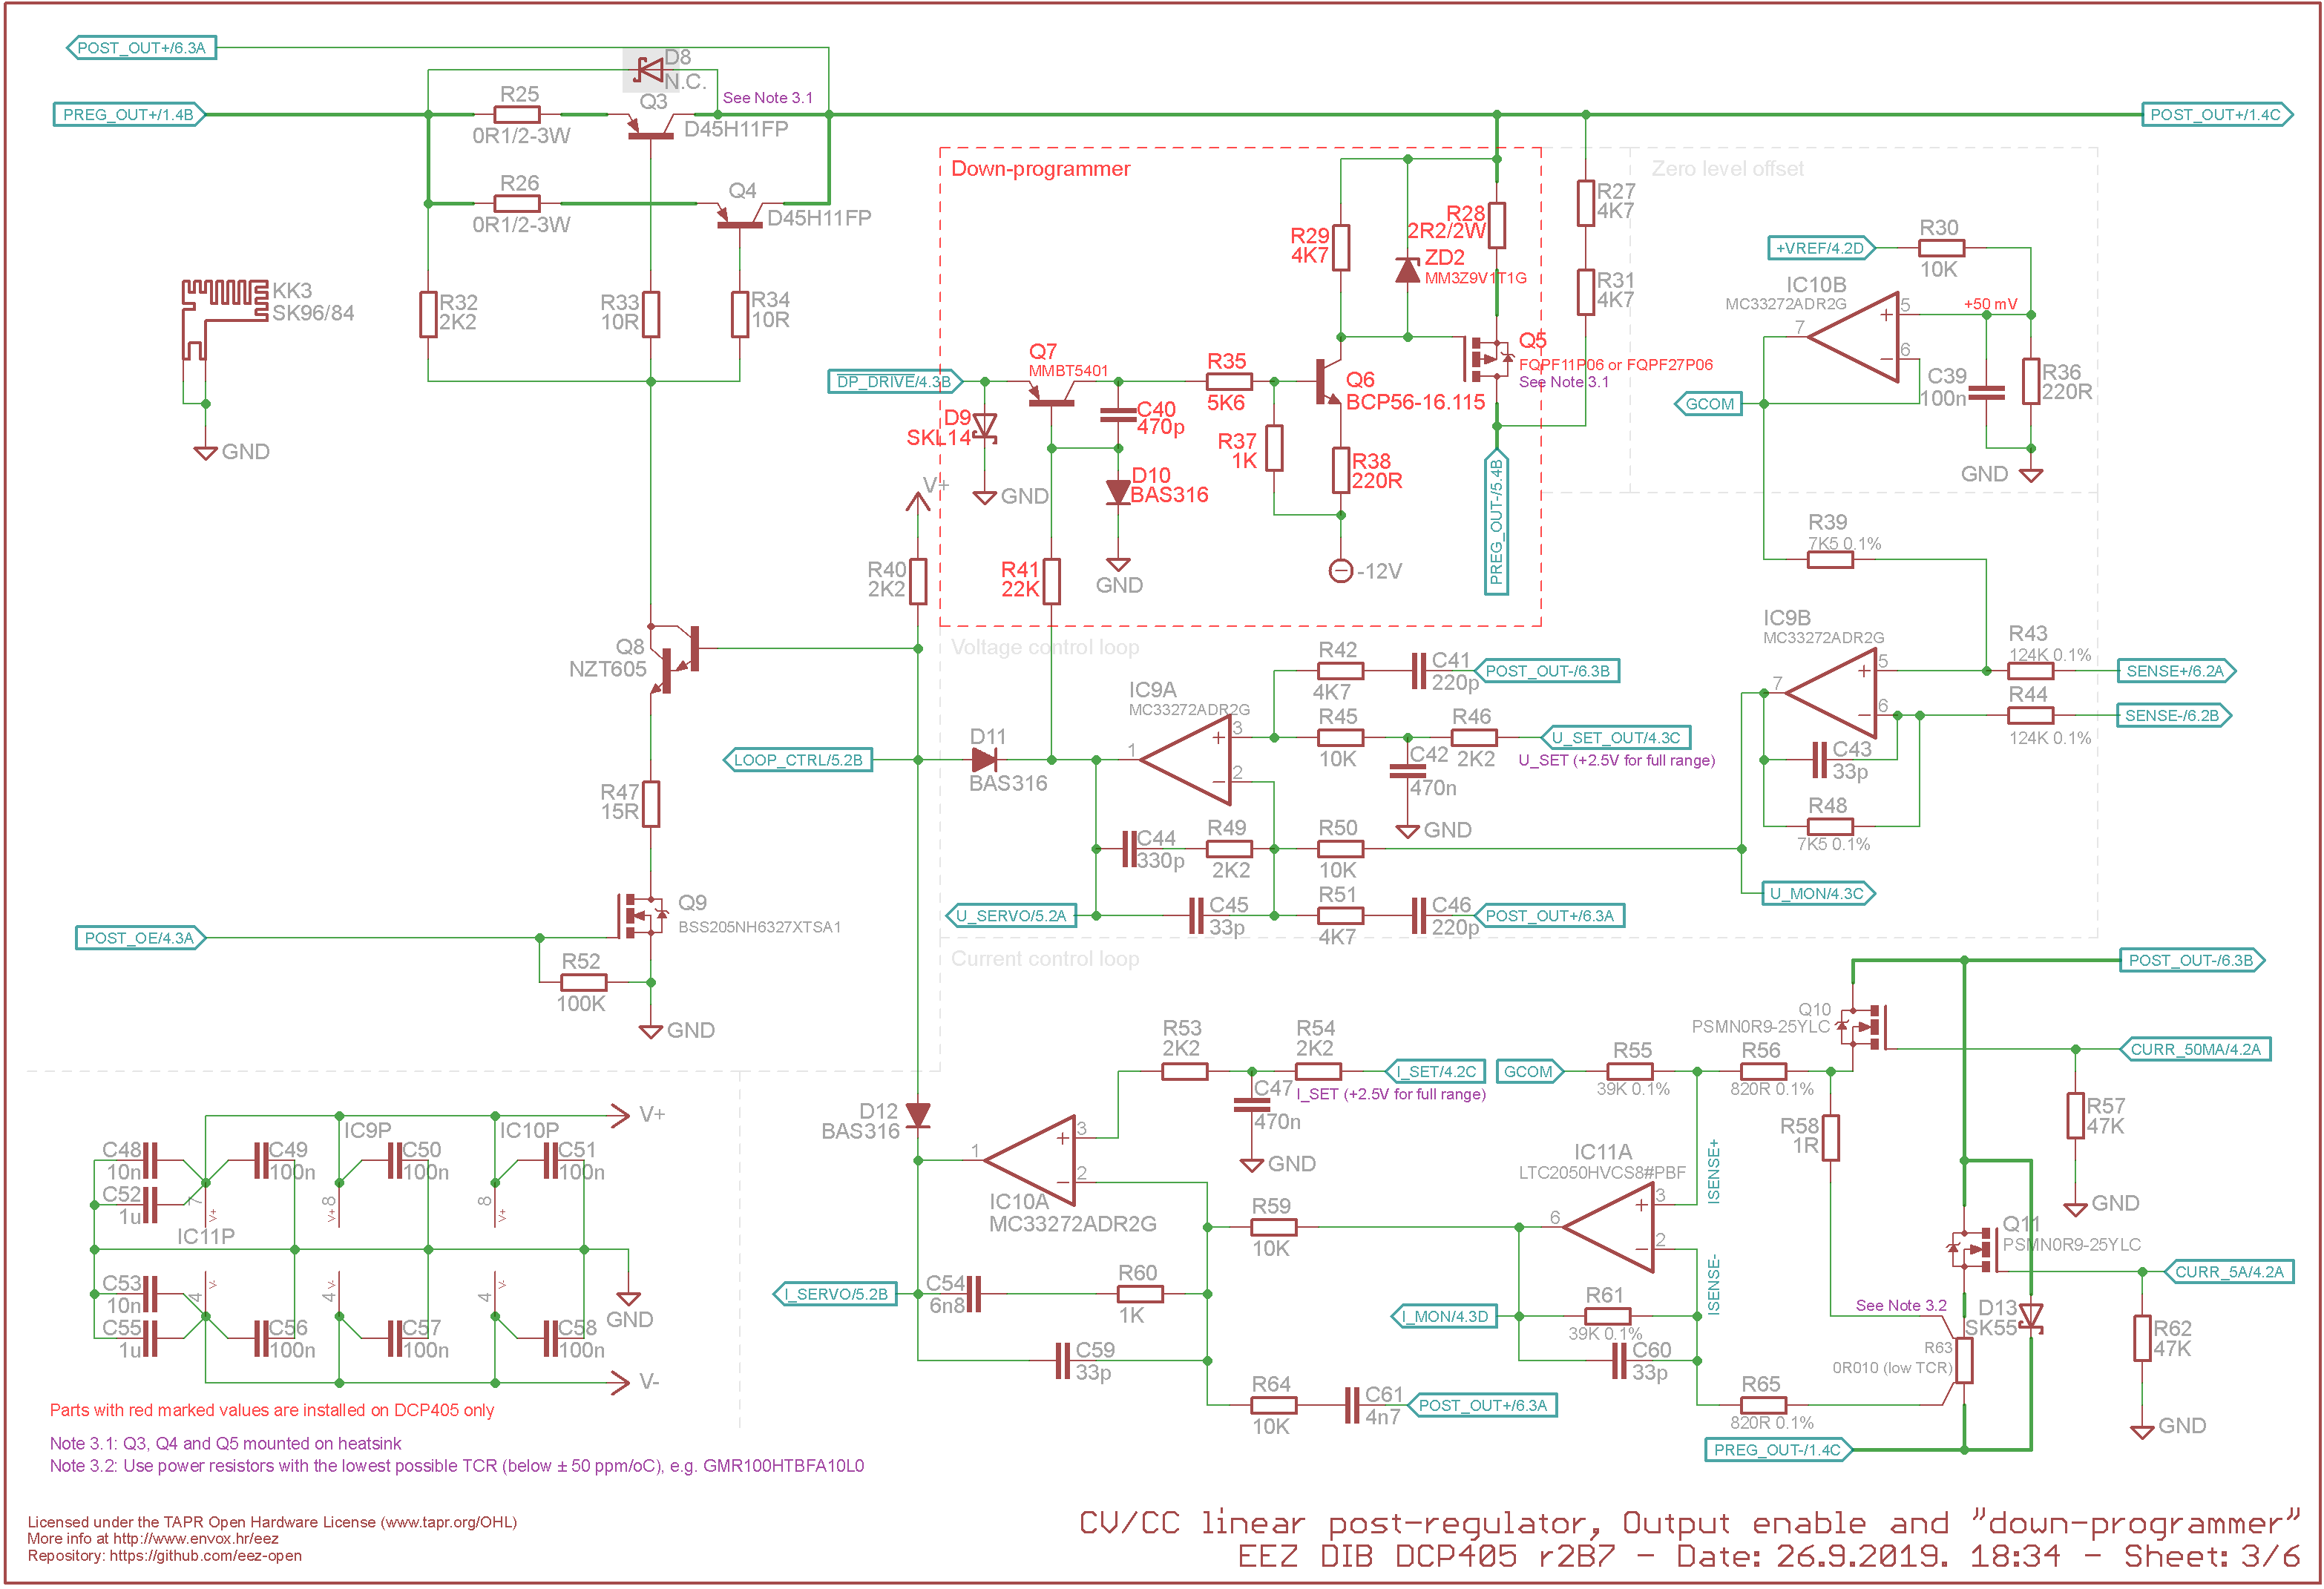 POST_OUT+/6.3A
D8
N.C.
PREG_OUT+/1.4B
R25
0R1/2-3W
Q3
See Note 3.1
D45H11FP
POST_OUT+/1.4C
R26
0R1/2-3W
Q4
D45H11FP
KK3
SK96/84
GND
R32
2K2
R33
10R
R34
10R
Down-programmer
R29
4K7
R28
2R2/2W
ZD2
MM3Z9V1T1G
R27
4K7
R31
4K7
Q5
FQPF11P06 or FQPF27P06
See Note 3.1
DP_DRIVE/4.3B
Q7
MMBT5401
R35
5K6
Q6
BCP56-16.115
D9
SKL14
GND
C40
470p
R37
1K
R38
220R
D10
BAS316
GND
-12V
PREG_OUT-/5.4B
V+
R40
2K2
R41
22K
Zero level offset
+VREF/4.2D
R30
10K
IC10B
MC33272ADR2G
+50 mV
5
6
7
C39
100n
R36
220R
GND
GCOM
R39
7K5 0.1%
IC9B
MC33272ADR2G
5
6
7
R43
124K 0.1%
SENSE+/6.2A
R44
124K 0.1%
SENSE-/6.2B
C43
33p
R48
7K5 0.1%
U_MON/4.3C
Voltage control loop
Q8
NZT605
R42
4K7
C41
220p
POST_OUT-/6.3B
IC9A
MC33272ADR2G
3
2
1
R45
10K
R46
2K2
U_SET_OUT/4.3C
U_SET (+2.5V for full range)
C42
470n
GND
LOOP_CTRL/5.2B
D11
BAS316
C44
330p
R49
2K2
R50
10K
U_SERVO/5.2A
C45
33p
R51
4K7
C46
220p
POST_OUT+/6.3A
R47
15R
Q9
BSS205NH6327XTSA1
POST_OE/4.3A
R52
100K
GND
Current control loop
POST_OUT-/6.3B
Q10
PSMN0R9-25YLC
CURR_50MA/4.2A
R53
2K2
R54
2K2
I_SET/4.2C
I_SET (+2.5V for full range)
C47
470n
GND
GCOM
R55
39K 0.1%
R56
820R 0.1%
R58
1R
R57
47K
GND
D12
BAS316
IC10A
MC33272ADR2G
3
2
1
IC11A
LTC2050HVCS8#PBF
3
2
6
ISENSE+
ISENSE-
R59
10K
Q11
PSMN0R9-25YLC
CURR_5A/4.2A
I_SERVO/5.2B
C54
6n8
R60
1K
C59
33p
I_MON/4.3D
R61
39K 0.1%
C60
33p
See Note 3.2
D13
SK55
R63
0R010 (low TCR)
R62
47K
GND
R64
10K
C61
4n7
POST_OUT+/6.3A
R65
820R 0.1%
PREG_OUT-/1.4C
V+
C48
10n
C49
100n
IC9P
C50
100n
IC10P
C51
100n
C52
1u
7
V+
IC11P
8
V+
8
V+
C53
10n
4
V-
4
V-
4
V-
GND
C55
1u
C56
100n
C57
100n
C58
100n
V-
Parts with red marked values are installed on DCP405 only
Note 3.1: Q3, Q4 and Q5 mounted on heatsink
Note 3.2: Use power resistors with the lowest possible TCR (below ± 50 ppm/oC), e.g. GMR100HTBFA10L0
Licensed under the TAPR Open Hardware License (www.tapr.org/OHL)
More info at http://www.envox.hr/eez
Repository: https://github.com/eez-open
CV/CC linear post-regulator, Output enable and "down-programmer"
EEZ DIB DCP405 r2B7 - Date: 26.9.2019. 18:34 - Sheet: 3/6